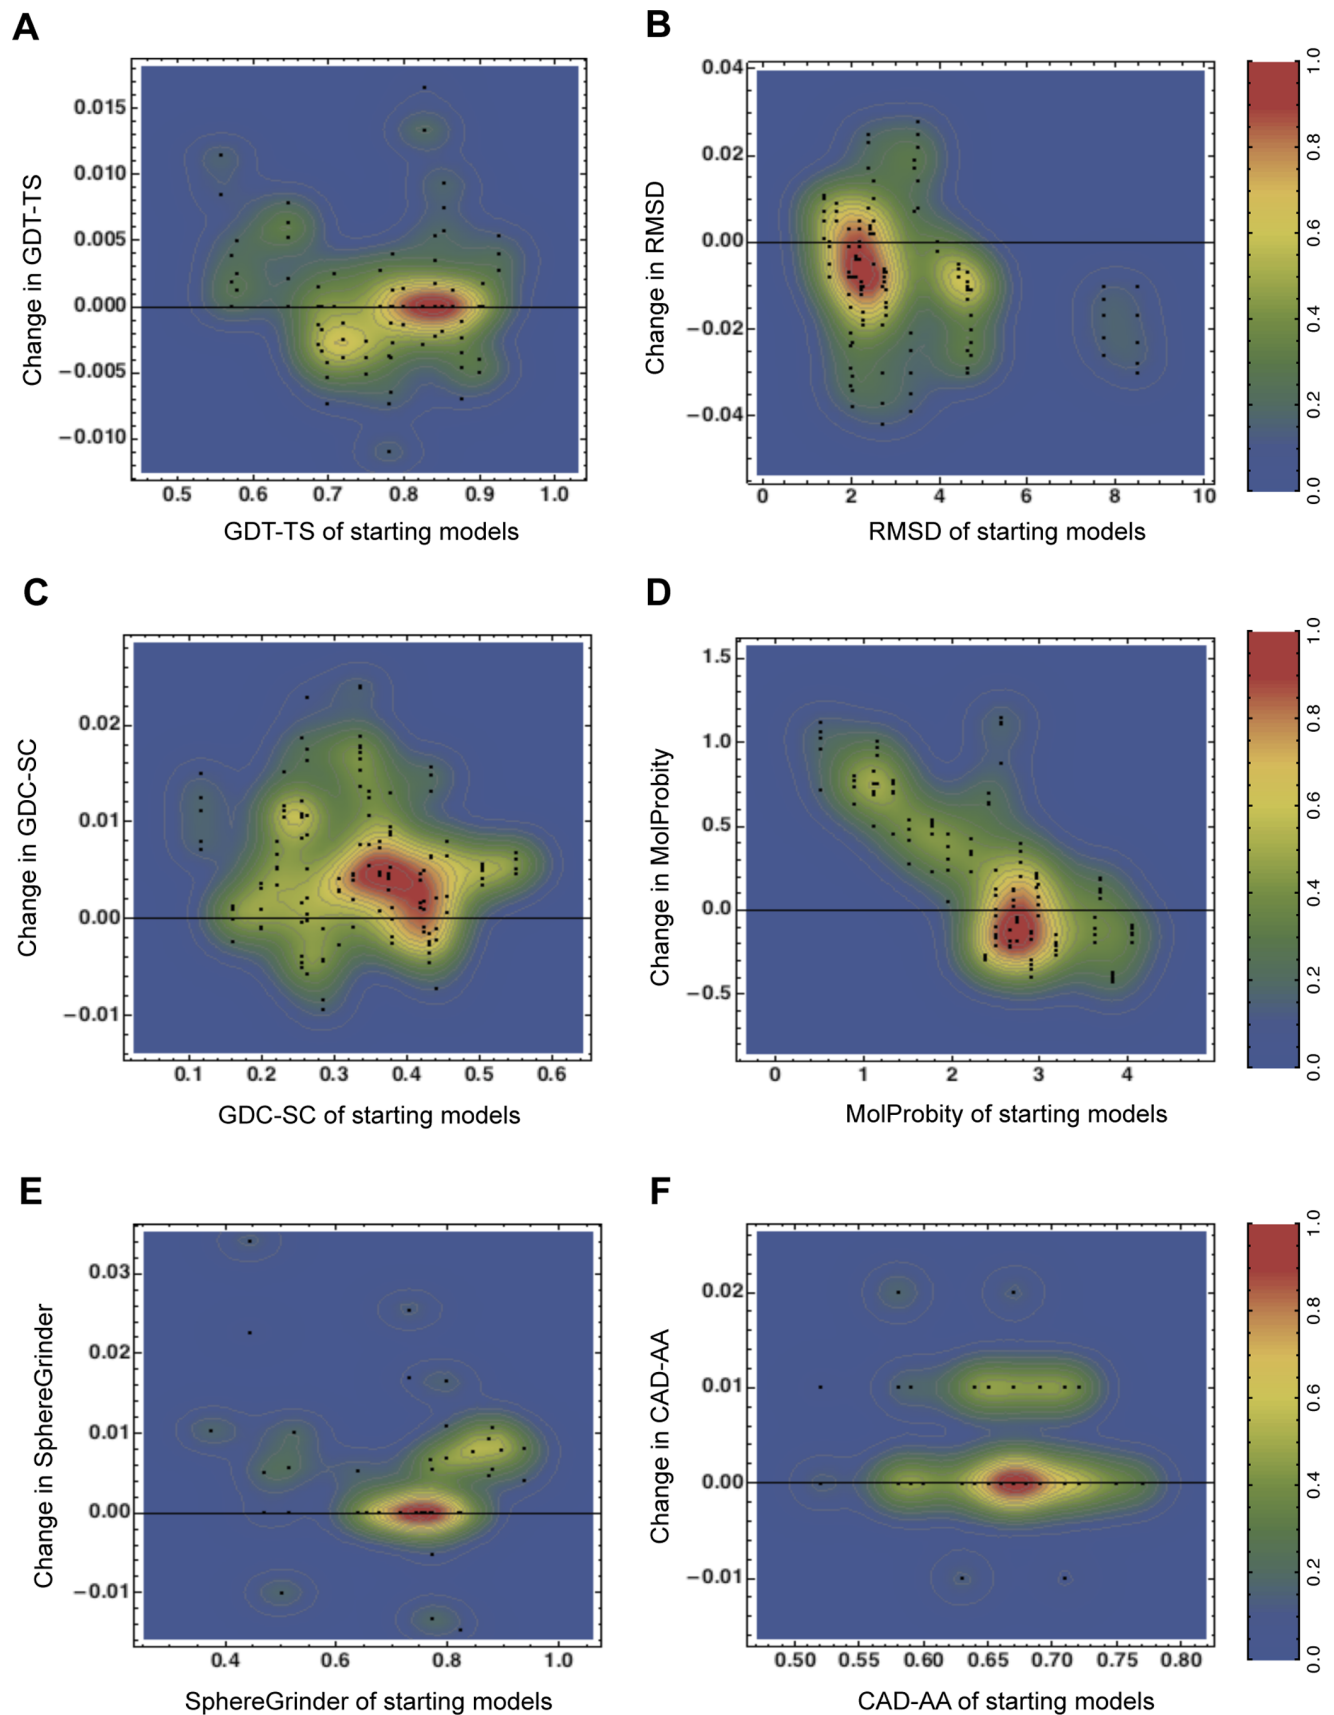 A
0.015
0.010
0.005
0.000
−0.005
−0.010
Change in GDT-TS
0.5 0.6 0.7 0.8 0.9 1.0
GDT-TS of starting models
B
0.04
0.02
0.00
−0.02
−0.04
Change in RMSD
0 2 4 6 8 10
RMSD of starting models
1.0
0.8
0.6
0.4
0.2
0.0
C
0.02
0.01
0.00
−0.01
Change in GDC-SC
0.1 0.2 0.3 0.4 0.5 0.6
GDC-SC of starting models
D
1.5
1.0
0.5
0.0
−0.5
Change in MolProbity
0 1 2 3 4
MolProbity of starting models
1.0
0.8
0.6
0.4
0.2
0.0
E
0.03
0.02
0.01
0.00
−0.01
Change in SphereGrinder
0.4 0.6 0.8 1.0
SphereGrinder of starting models
F
0.02
0.01
0.00
−0.01
Change in CAD-AA
0.50 0.55 0.60 0.65 0.70 0.75 0.80
CAD-AA of starting models
1.0
0.8
0.6
0.4
0.2
0.0